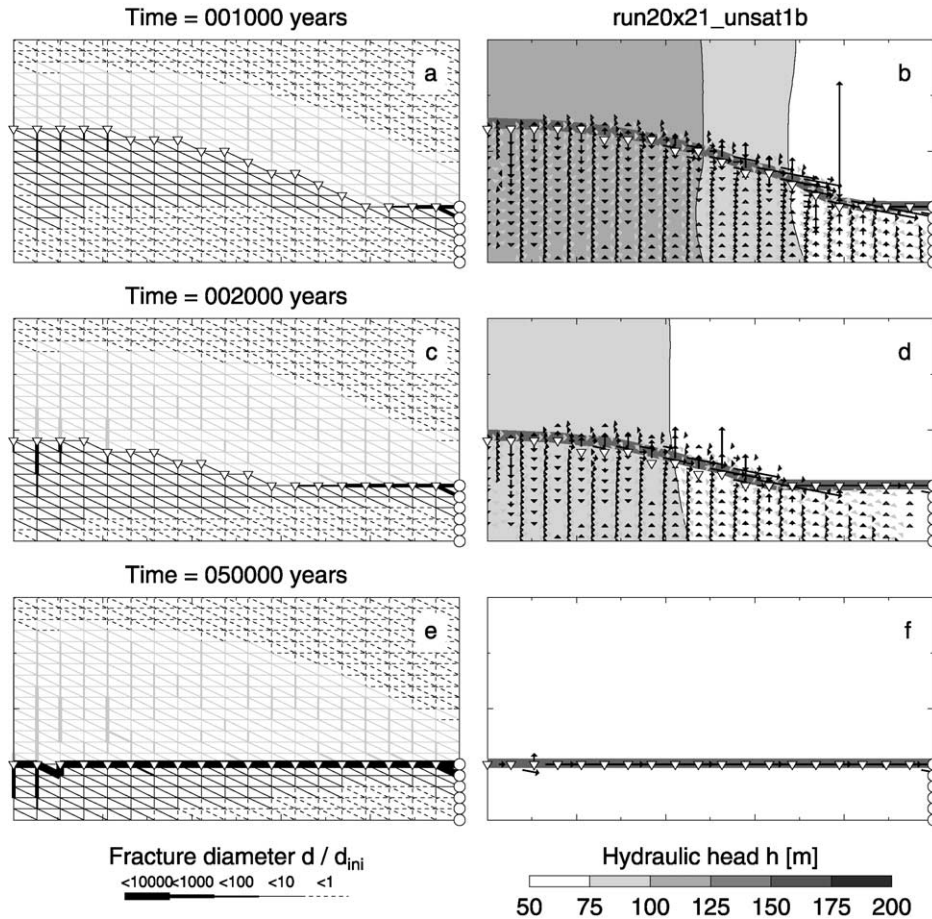 Time = 001000 years
run20x21_unsat1b
a
b
Time = 002000 years
c
d
Time = 050000 years
e
f
Fracture diameter d / dini
<10000 <1000 <100 <10 <1
Hydraulic head h [m]
50 75 100 125 150 175 200